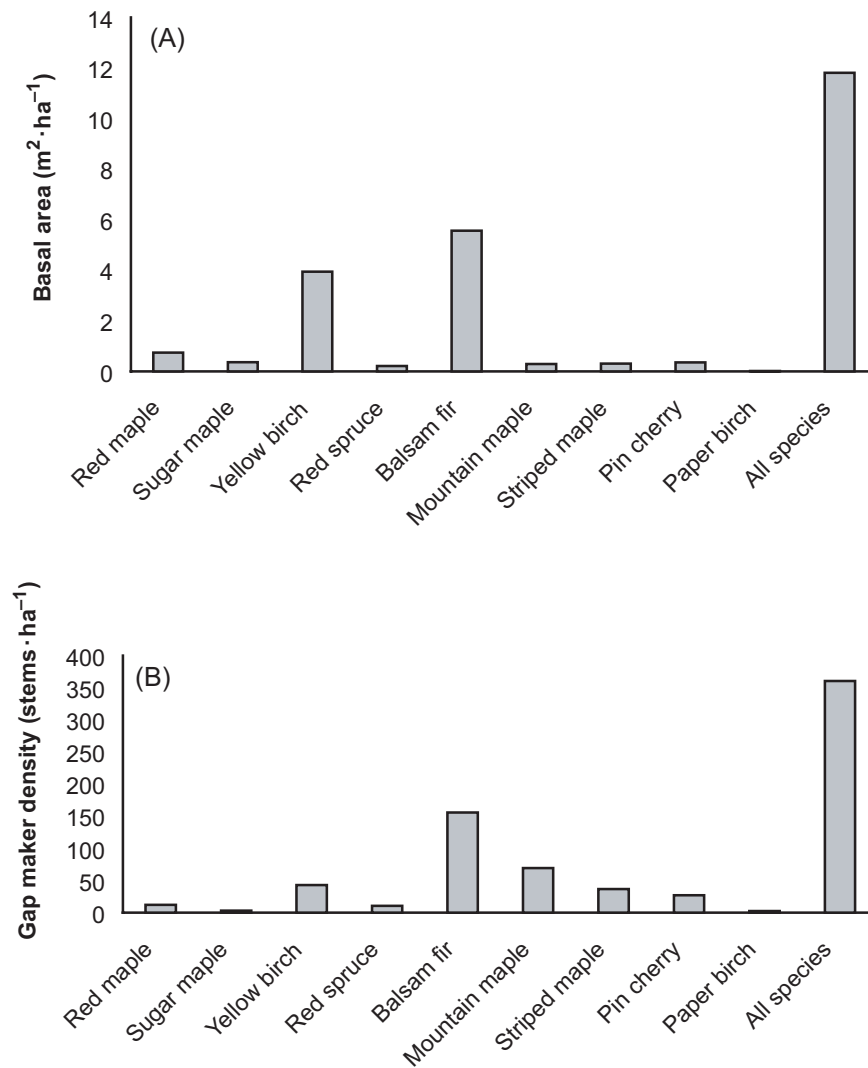 (A)
Basal area (m²·ha⁻¹)
14
12
10
8
6
4
2
0
Red maple
Sugar maple
Yellow birch
Red spruce
Balsam fir
Mountain maple
Striped maple
Pin cherry
Paper birch
All species
(B)
Gap maker density (stems·ha⁻¹)
400
350
300
250
200
150
100
50
0
Red maple
Sugar maple
Yellow birch
Red spruce
Balsam fir
Mountain maple
Striped maple
Pin cherry
Paper birch
All species